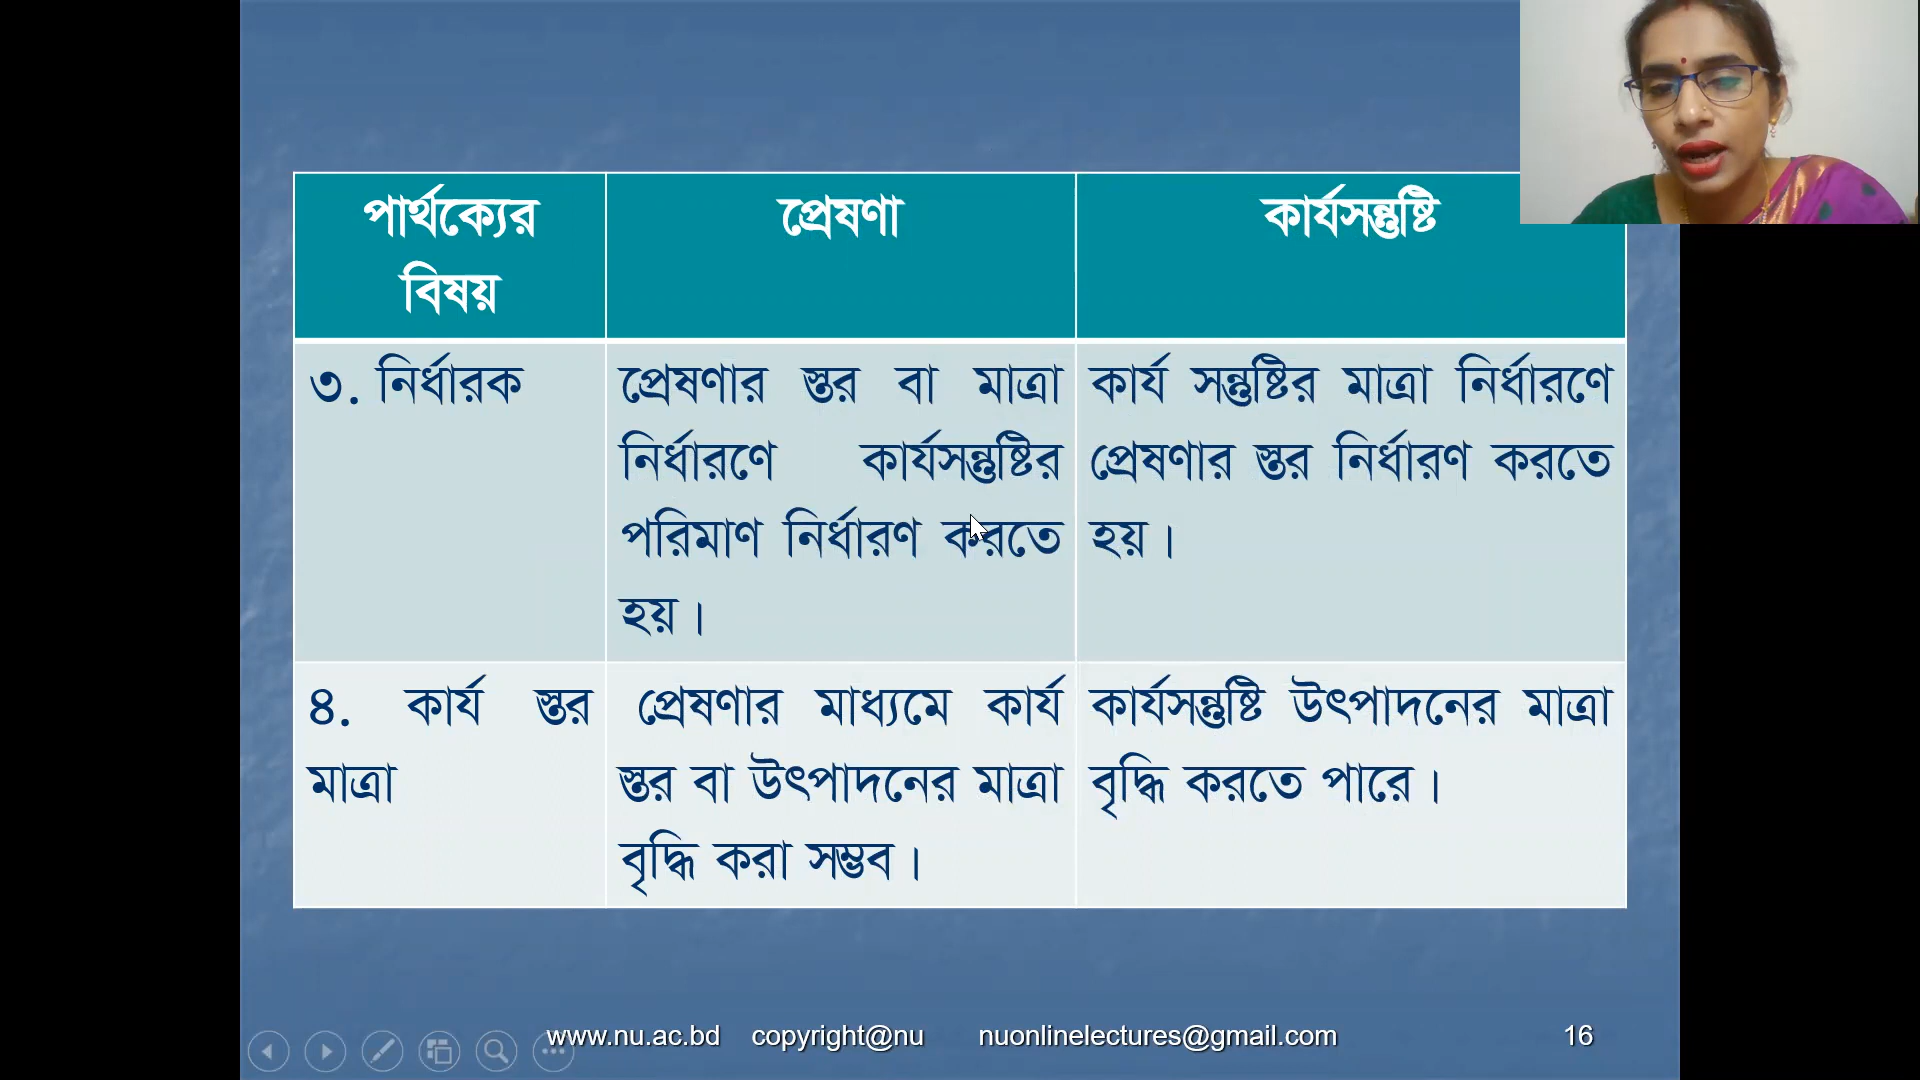 পার্থক্যের
বিষয়
প্রেষণা
কার্যসন্তুষ্টি
৩. নির্ধারক
প্রেষণার স্তর বা মাত্রা
নির্ধারণে কার্যসন্তুষ্টির
পরিমাণ নির্ধারণ করতে
হয়।
কার্য সন্তুষ্টির মাত্রা নির্ধারণে
প্রেষণার স্তর নির্ধারণ করতে
হয়।
৪. কার্য স্তর
মাত্রা
প্রেষণার মাধ্যমে কার্য
স্তর বা উৎপাদনের মাত্রা
বৃদ্ধি করা সম্ভব।
কার্যসন্তুষ্টি উৎপাদনের মাত্রা
বৃদ্ধি করতে পারে।
www.nu.ac.bd copyright@nu nuonlinelectures@gmail.com 16